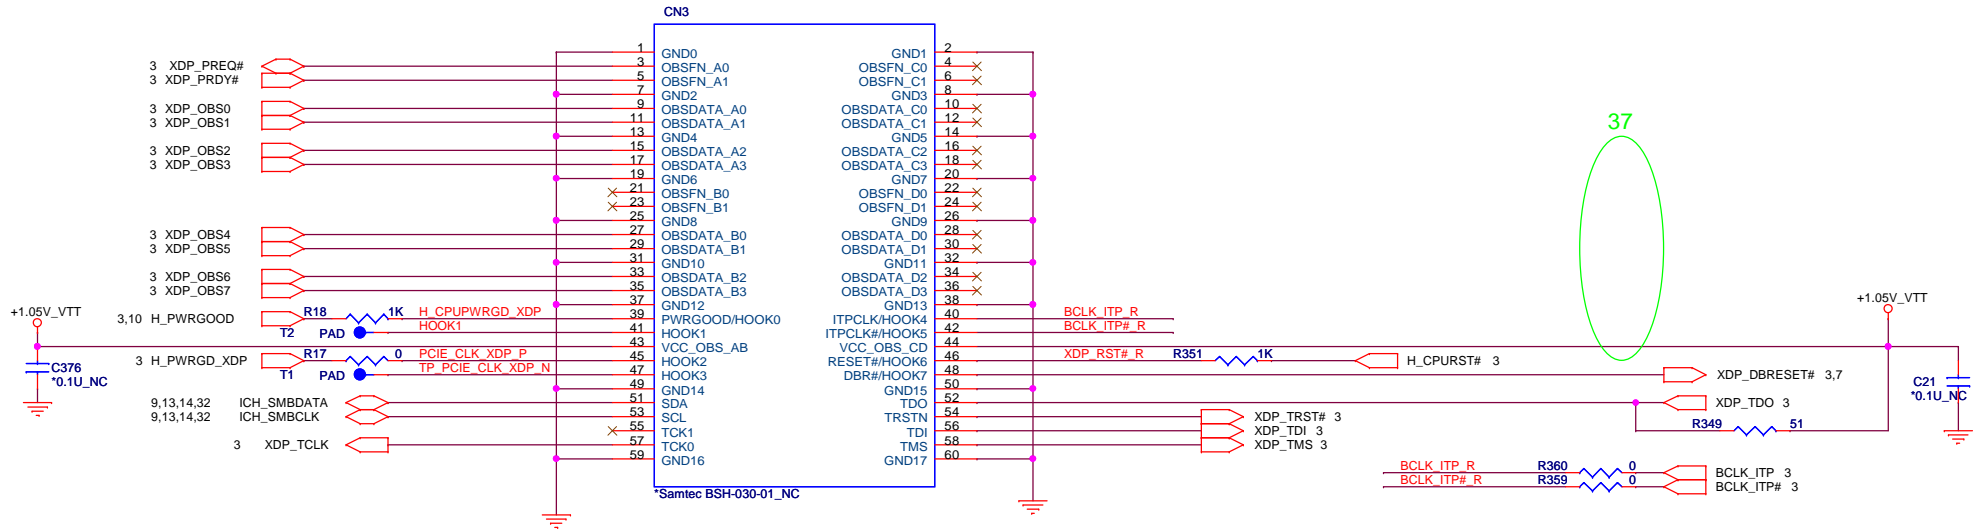 CN3
1 GND0 GND1 2
3 XDP_PREQ# 3 OBSFN_A0 OBSFN_C0 4
3 XDP_PRDY# 5 OBSFN_A1 OBSFN_C1 6
7 GND2 GND3 8
3 XDP_OBS0 9 OBSDATA_A0 OBSDATA_C0 10
3 XDP_OBS1 11 OBSDATA_A1 OBSDATA_C1 12
37
13 GND4 GND5 14
3 XDP_OBS2 15 OBSDATA_A2 OBSDATA_C2 16
3 XDP_OBS3 17 OBSDATA_A3 OBSDATA_C3 18
19 GND6 GND7 20
21 OBSFN_B0 OBSFN_D0 22
23 OBSFN_B1 OBSFN_D1 24
25 GND8 GND9 26
3 XDP_OBS4 27 OBSDATA_B0 OBSDATA_D0 28
3 XDP_OBS5 29 OBSDATA_B1 OBSDATA_D1 30
31 GND10 GND11 32
3 XDP_OBS6 33 OBSDATA_B2 OBSDATA_D2 34
3 XDP_OBS7 35 OBSDATA_B3 OBSDATA_D3 36
+1.05V_VTT 37 GND12 GND13 38 +1.05V_VTT
3,10 H_PWRGOOD R18 1K H_CPUPWRGD_XDP 39 PWRGOOD/HOOK0 ITPCLK/HOOK4 40 BCLK_ITP_R
T2 PAD HOOK1 41 HOOK1 ITPCLK#/HOOK5 42 BCLK_ITP#_R
43 VCC_OBS_AB VCC_OBS_CD 44
3 H_PWRGD_XDP R17 0 PCIE_CLK_XDP_P 45 HOOK2 RESET#/HOOK6 46 XDP_RST#_R R351 1K H_CPURST# 3
C376 T1 PAD TP_PCIE_CLK_XDP_N 47 HOOK3 DBR#/HOOK7 48 XDP_DBRESET# 3,7
*0.1U_NC 49 GND14 GND15 50 C21
*0.1U_NC
9,13,14,32 ICH_SMBDATA 51 SDA TDO 52 XDP_TDO 3
9,13,14,32 ICH_SMBCLK 53 SCL TRSTN 54 XDP_TRST# 3
55 TCK1 TDI 56 XDP_TDI 3 R349 51
3 XDP_TCLK 57 TCK0 TMS 58 XDP_TMS 3
59 GND16 GND17 60
BCLK_ITP_R R360 0 BCLK_ITP 3
BCLK_ITP#_R R359 0 BCLK_ITP# 3
*Samtec BSH-030-01_NC